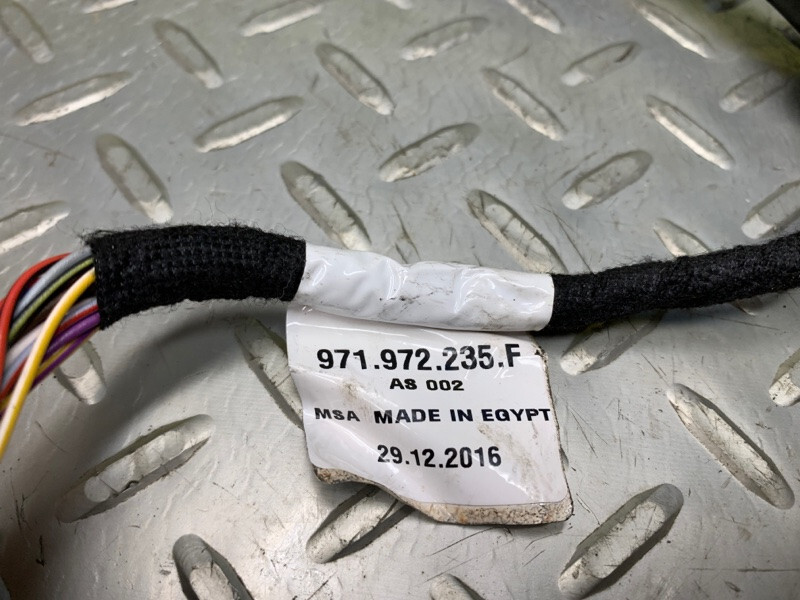 971.972.235.F
AS 002
MSA MADE IN EGYPT
29.12.2016